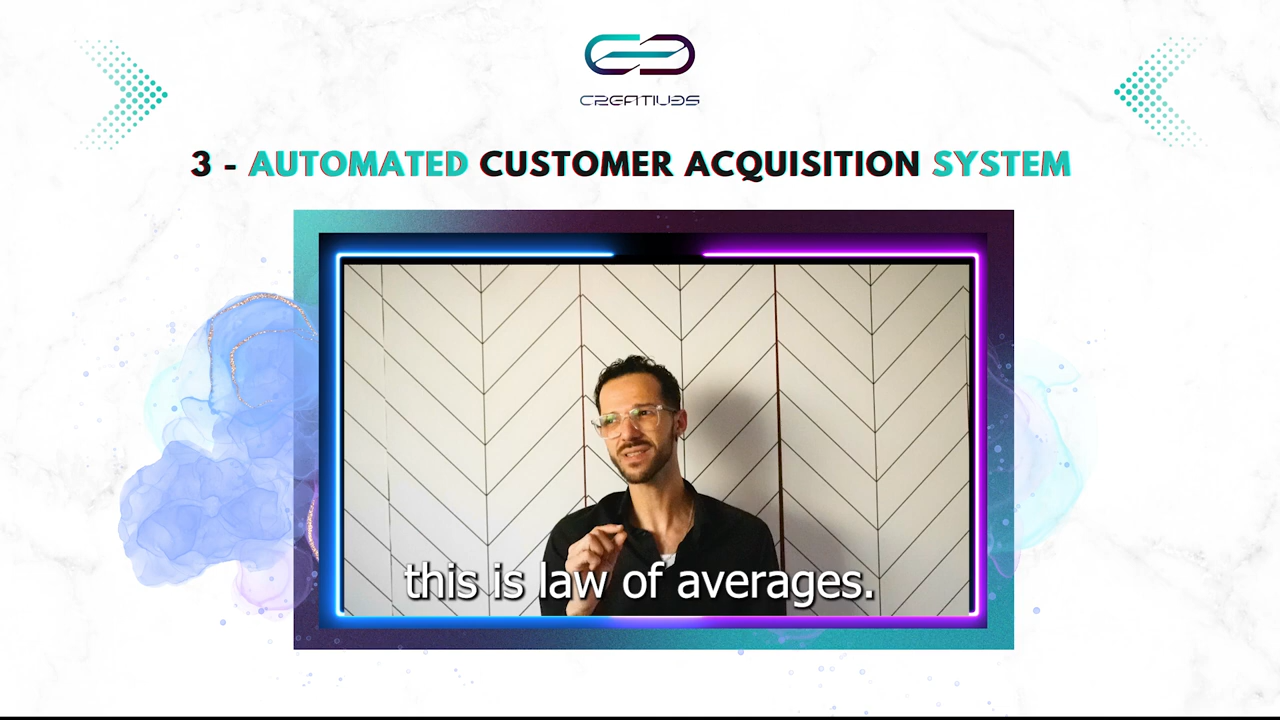 CREATIVES
3 - AUTOMATED CUSTOMER ACQUISITION SYSTEM
this is law of averages.